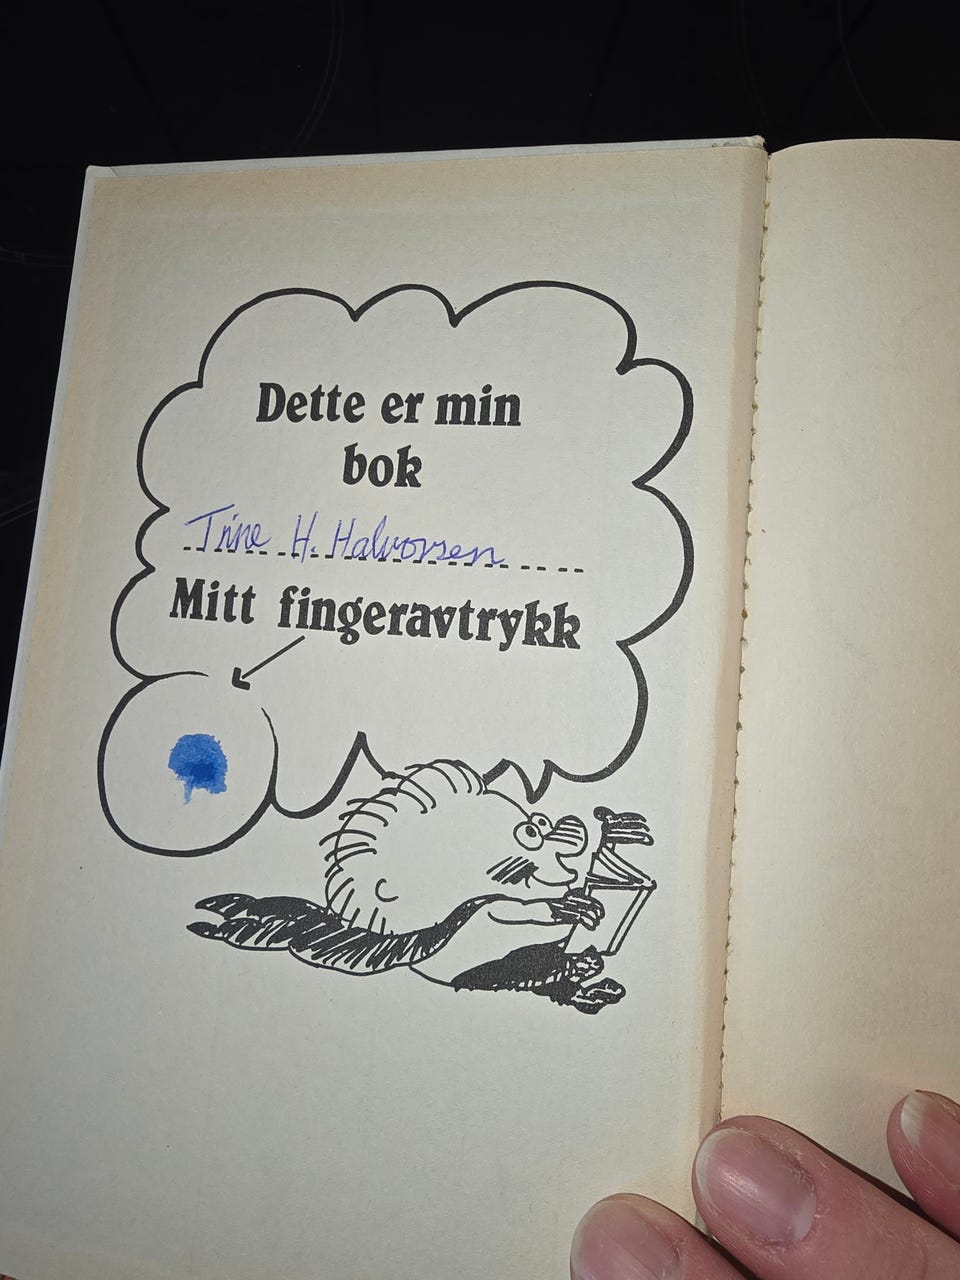 Dette er min
bok
Trine H. Halvorsen
Mitt fingeravtrykk